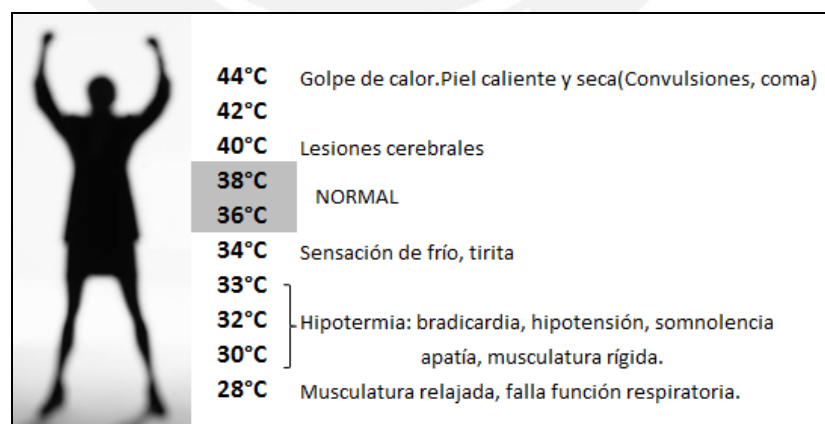 44°C Golpe de calor.Piel caliente y seca(Convulsiones, coma)
42°C
40°C Lesiones cerebrales
38°C
NORMAL
36°C
34°C Sensación de frío, tirita
33°C
32°C Hipotermia: bradicardia, hipotensión, somnolencia
30°C apatía, musculatura rígida.
28°C Musculatura relajada, falla función respiratoria.